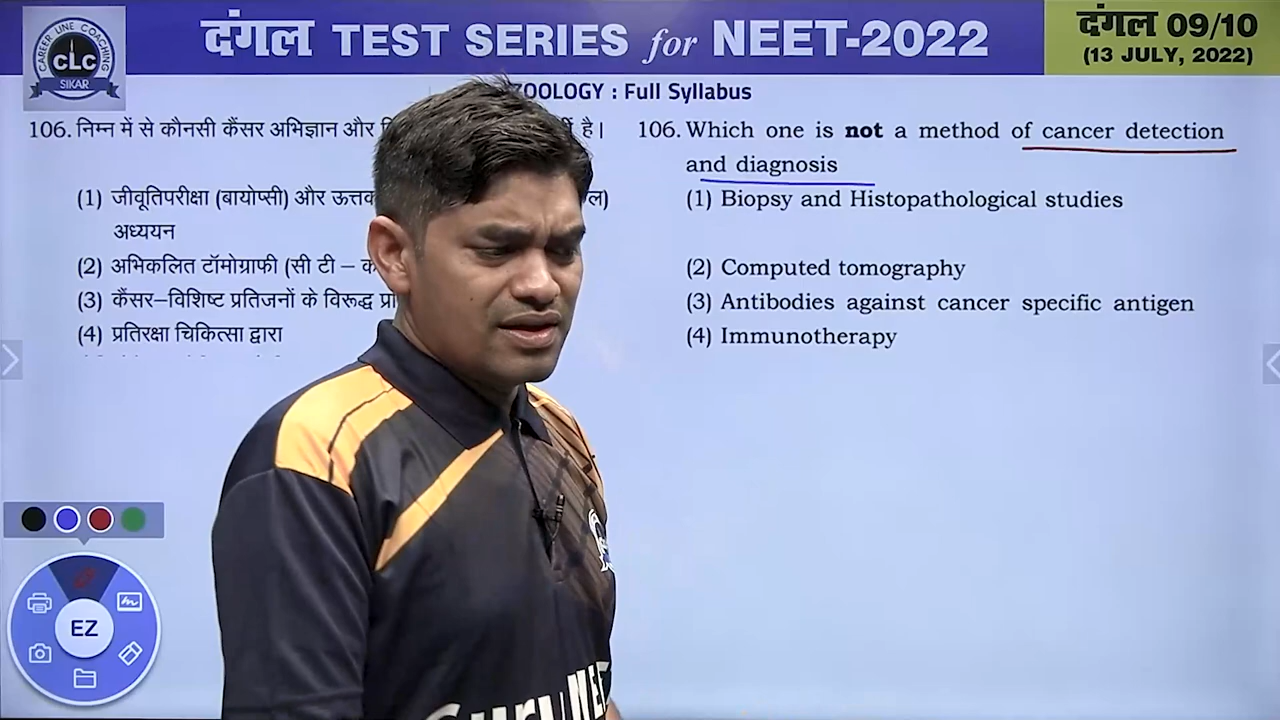 दंगल TEST SERIES for NEET-2022
दंगल 09/10
(13 JULY, 2022)
CAREER LINE COACHING
CLC
SIKAR
ZOOLOGY : Full Syllabus
106. निम्न में से कौनसी कैंसर अभिज्ञान और
है।
(1) जीवूतिपरीक्षा (बायोप्सी) और
अध्ययन
(2) अभिकलित टॉमोग्राफी (सी टी –
(3) कैंसर–विशिष्ट प्रतिजनों के विरूद्ध
(4) प्रतिरक्षा चिकित्सा द्वारा
106. Which one is not a method of cancer detection
and diagnosis
(1) Biopsy and Histopathological studies
(2) Computed tomography
(3) Antibodies against cancer specific antigen
(4) Immunotherapy
EZ